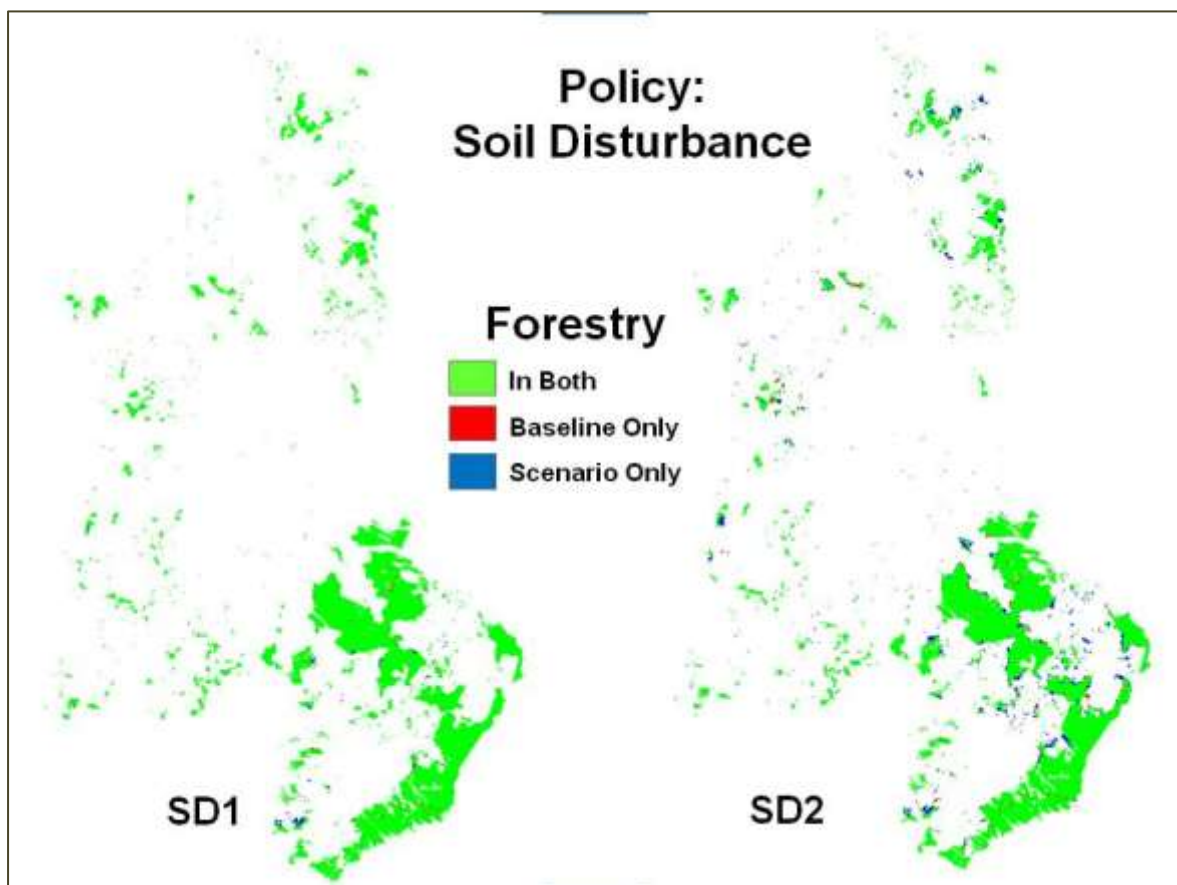 Policy:
Soil Disturbance
Forestry
In Both
Baseline Only
Scenario Only
SD1
SD2